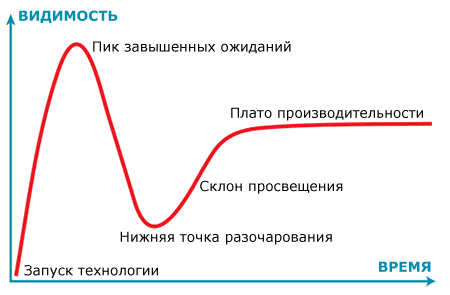 ВИДИМОСТЬ
Пик завышенных ожиданий
Плато производительности
Склон просвещения
Нижняя точка разочарования
Запуск технологии
ВРЕМЯ